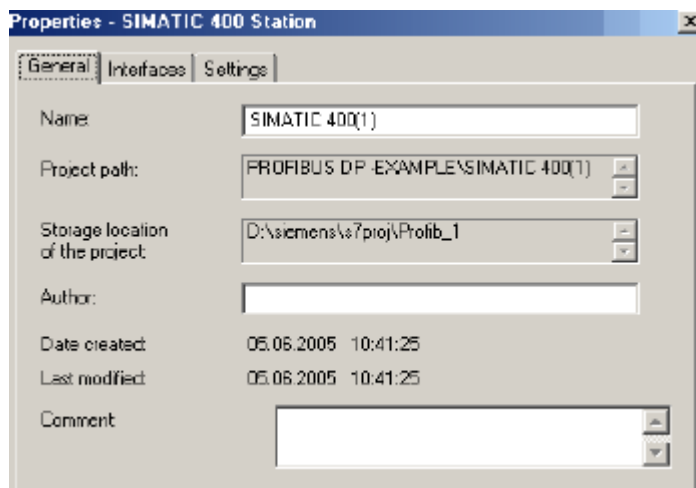 Properties - SIMATIC 400 Station
General Interfaces Settings
Name: SIMATIC 400(1)
Project path: PROFIBUS DP -EXAMPLE\SIMATIC 400(1)
Storage location D:\siemens\s7proj\Profib_1
of the project:
Author:
Date created: 05.06.2005 10:41:25
Last modified: 05.06.2005 10:41:25
Comment